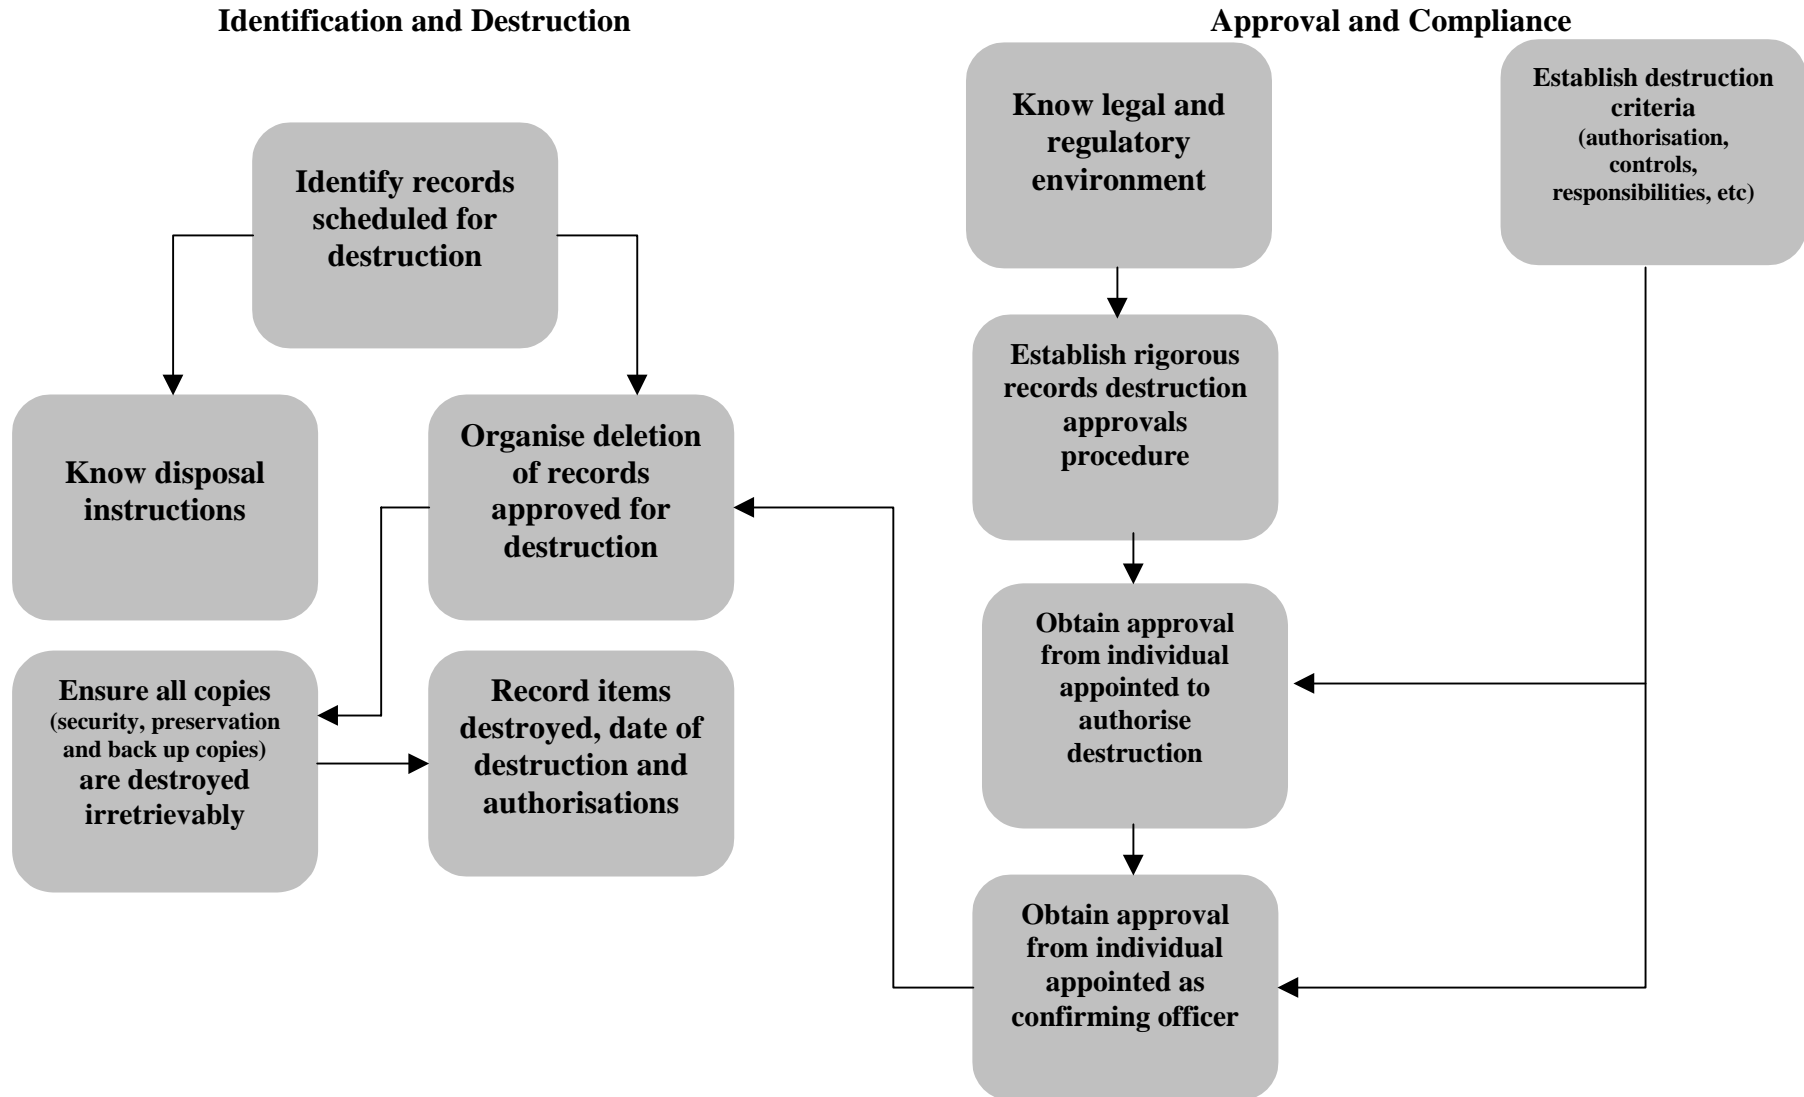 Identification and Destruction
Approval and Compliance
Identify records
scheduled for
destruction
Know disposal
instructions
Organise deletion
of records
approved for
destruction
Ensure all copies
(security, preservation
and back up copies)
are destroyed
irretrievably
Record items
destroyed, date of
destruction and
authorisations
Know legal and
regulatory
environment
Establish destruction
criteria
(authorisation,
controls,
responsibilities, etc)
Establish rigorous
records destruction
approvals
procedure
Obtain approval
from individual
appointed to
authorise
destruction
Obtain approval
from individual
appointed as
confirming officer